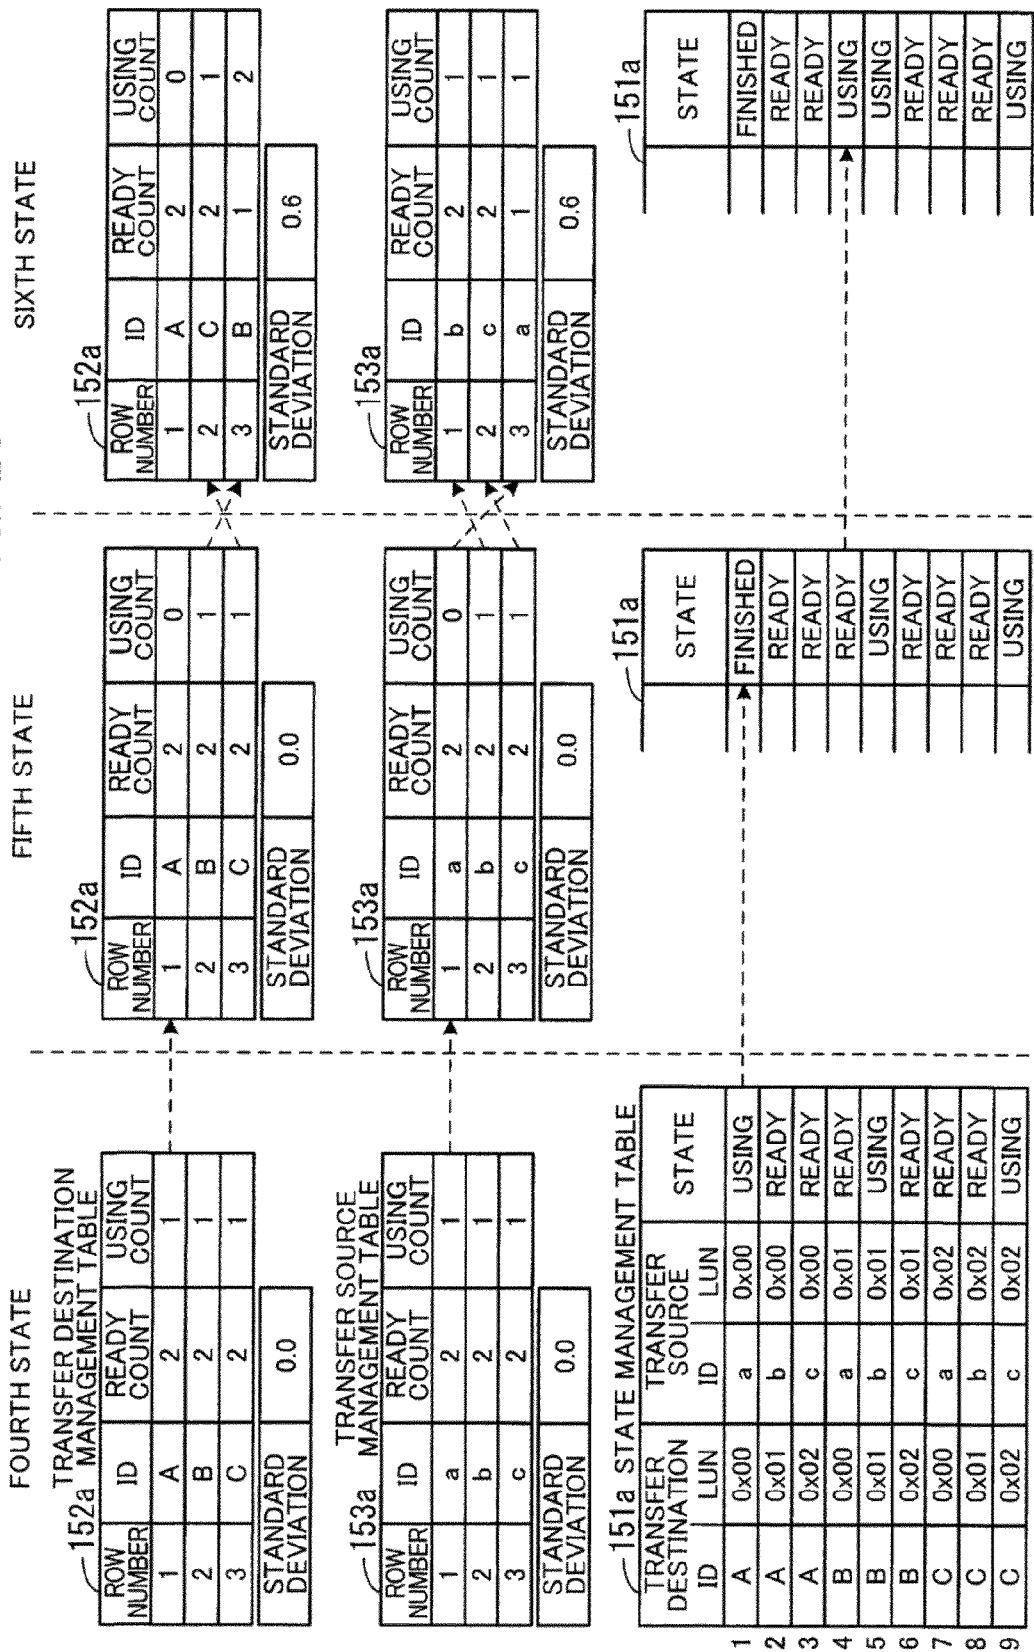 FOURTH STATE
152a TRANSFER DESTINATION
MANAGEMENT TABLE
ROW NUMBER ID READY COUNT USING COUNT
1 A 2 1
2 B 2 1
3 C 2 1
STANDARD DEVIATION 0.0
153a TRANSFER SOURCE
MANAGEMENT TABLE
ROW NUMBER ID READY COUNT USING COUNT
1 a 2 1
2 b 2 1
3 c 2 1
STANDARD DEVIATION 0.0
151a STATE MANAGEMENT TABLE
TRANSFER DESTINATION TRANSFER SOURCE STATE
ID LUN ID LUN
1 A 0x00 a 0x00 USING
2 A 0x01 b 0x00 READY
3 A 0x02 c 0x00 READY
4 B 0x00 a 0x01 READY
5 B 0x01 b 0x01 USING
6 B 0x02 c 0x01 READY
7 C 0x00 a 0x02 READY
8 C 0x01 b 0x02 READY
9 C 0x02 c 0x02 USING
FIFTH STATE
152a
ROW NUMBER ID READY COUNT USING COUNT
1 A 2 0
2 B 2 1
3 C 2 1
STANDARD DEVIATION 0.0
153a
ROW NUMBER ID READY COUNT USING COUNT
1 a 2 0
2 b 2 1
3 c 2 1
STANDARD DEVIATION 0.0
151a
STATE
FINISHED
READY
READY
READY
USING
READY
READY
READY
USING
SIXTH STATE
152a
ROW NUMBER ID READY COUNT USING COUNT
1 A 2 0
2 C 2 1
3 B 1 2
STANDARD DEVIATION 0.6
153a
ROW NUMBER ID READY COUNT USING COUNT
1 b 2 1
2 c 2 1
3 a 1 1
STANDARD DEVIATION 0.6
151a
STATE
FINISHED
READY
READY
USING
USING
READY
READY
READY
USING